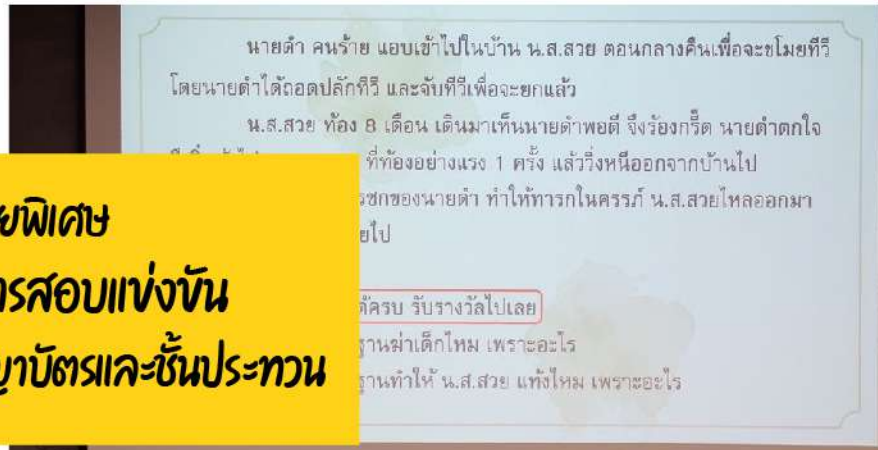 นายดำ คนร้าย แอบเข้าไปในบ้าน น.ส.สวย ตอนกลางคืนเพื่อจะขโมยทีวี
โดยนายดำได้ถอดปลั๊กทีวี และจับทีวีเพื่อจะยกแล้ว
น.ส.สวย ท้อง 8 เดือน เดินมาเห็นนายดำพอดี จึงร้องกรี๊ด นายดำตกใจ
ที่ท้องอย่างแรง 1 ครั้ง แล้ววิ่งหนีออกจากบ้านไป
ชกของนายดำ ทำให้ทารกในครรภ์ น.ส.สวยไหลออกมา
ไป
ครบ รับรางวัลไปเลย
ฐานฆ่าเด็กไหม เพราะอะไร
ฐานทำให้ น.ส.สวย แท้งไหม เพราะอะไร
ยพิเศษ
ารสอบแข่งขัน
ญาบัตรและชั้นประทวน